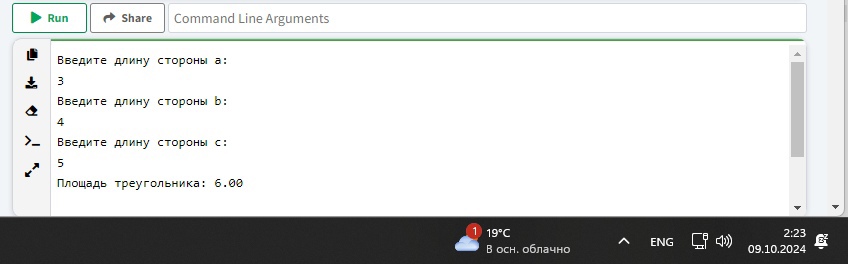 Run
Share
Command Line Arguments
Введите длину стороны a:
3
Введите длину стороны b:
4
Введите длину стороны c:
5
Площадь треугольника: 6.00
1
19°C
В осн. облачно
ENG
2:23
09.10.2024